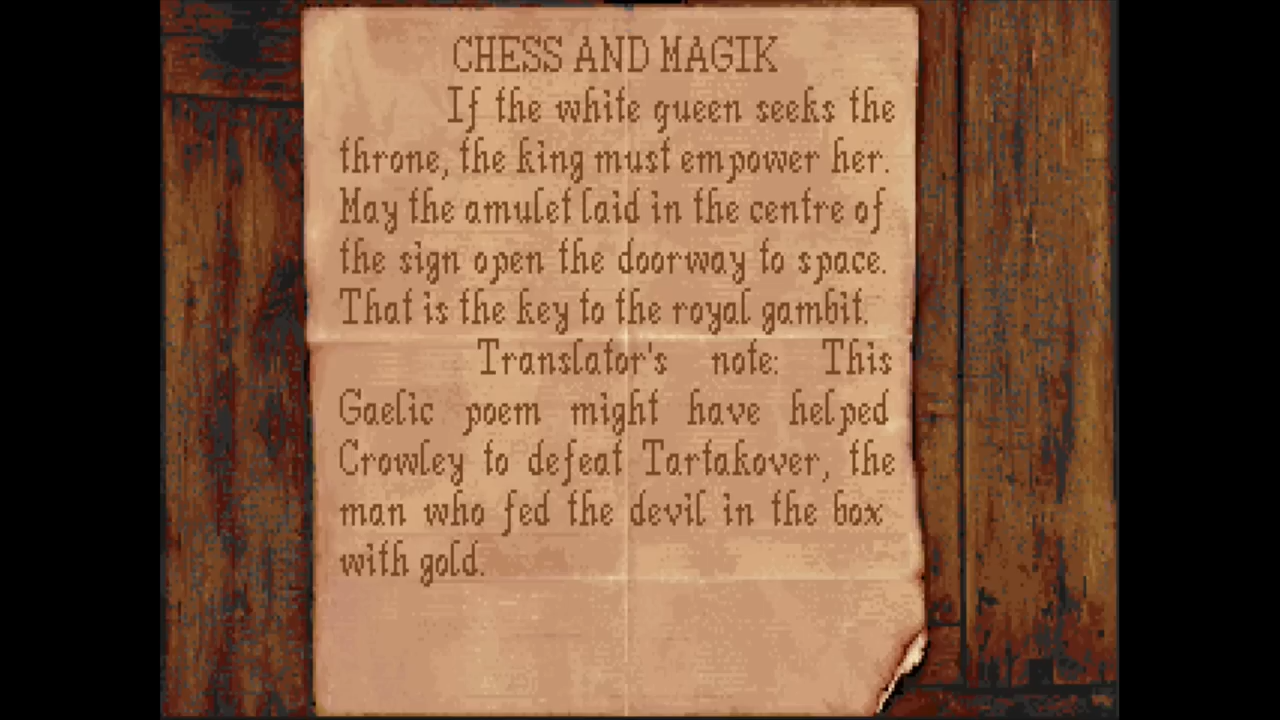 CHESS AND MAGIK
If the white queen seeks the
throne, the king must empower her.
May the amulet laid in the centre of
the sign open the doorway to space.
That is the key to the royal gambit.
Translator's note: This
Gaelic poem might have helped
Crowley to defeat Tartakover, the
man who fed the devil in the box
with gold.